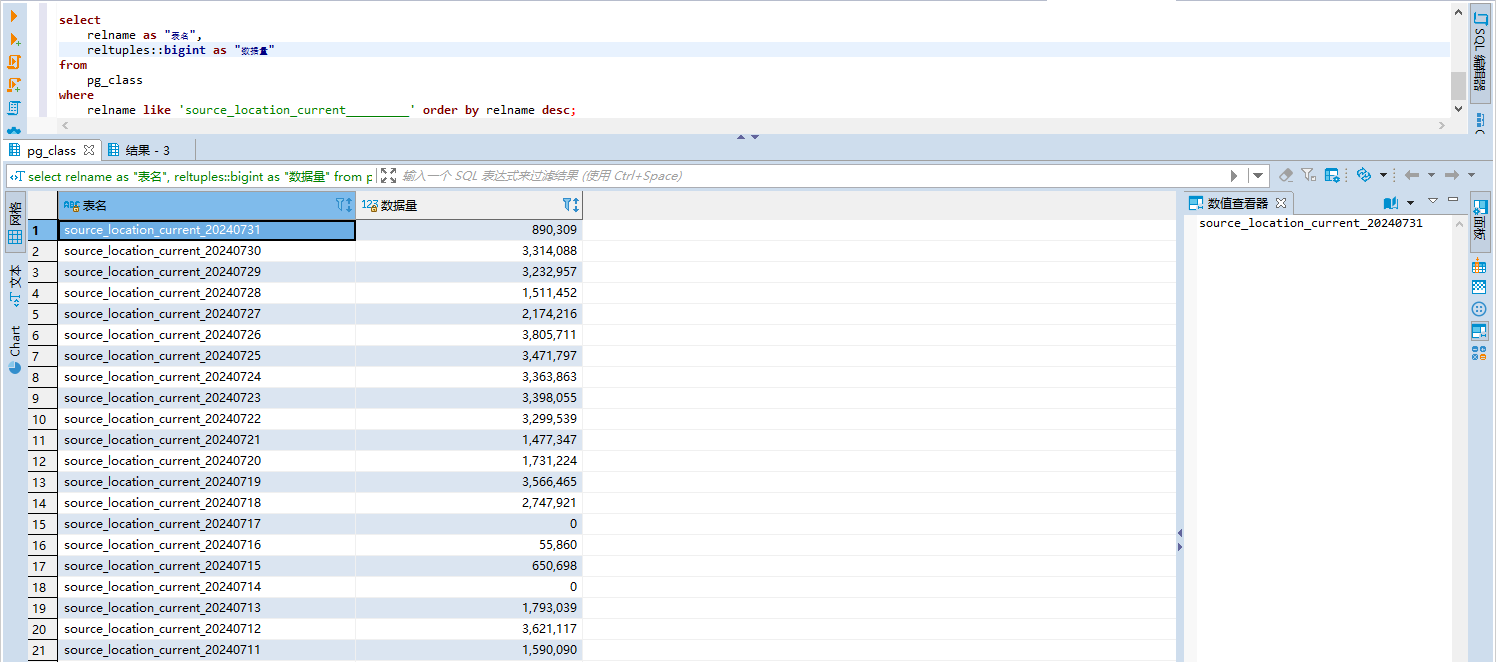 select
relname as "表名",
reltuples::bigint as "数据量"
from
pg_class
where
relname like 'source_location_current_________' order by relname desc;
SQL 编辑器
pg_class
结果 - 3
select relname as "表名", reltuples::bigint as "数据量" from p
输入一个 SQL 表达式来过滤结果 (使用 Ctrl+Space)
网格
文本
Chart
ABC 表名
123 数据量
1 source_location_current_20240731 890,309
2 source_location_current_20240730 3,314,088
3 source_location_current_20240729 3,232,957
4 source_location_current_20240728 1,511,452
5 source_location_current_20240727 2,174,216
6 source_location_current_20240726 3,805,711
7 source_location_current_20240725 3,471,797
8 source_location_current_20240724 3,363,863
9 source_location_current_20240723 3,398,055
10 source_location_current_20240722 3,299,539
11 source_location_current_20240721 1,477,347
12 source_location_current_20240720 1,731,224
13 source_location_current_20240719 3,566,465
14 source_location_current_20240718 2,747,921
15 source_location_current_20240717 0
16 source_location_current_20240716 55,860
17 source_location_current_20240715 650,698
18 source_location_current_20240714 0
19 source_location_current_20240713 1,793,039
20 source_location_current_20240712 3,621,117
21 source_location_current_20240711 1,590,090
数值查看器
source_location_current_20240731
面板